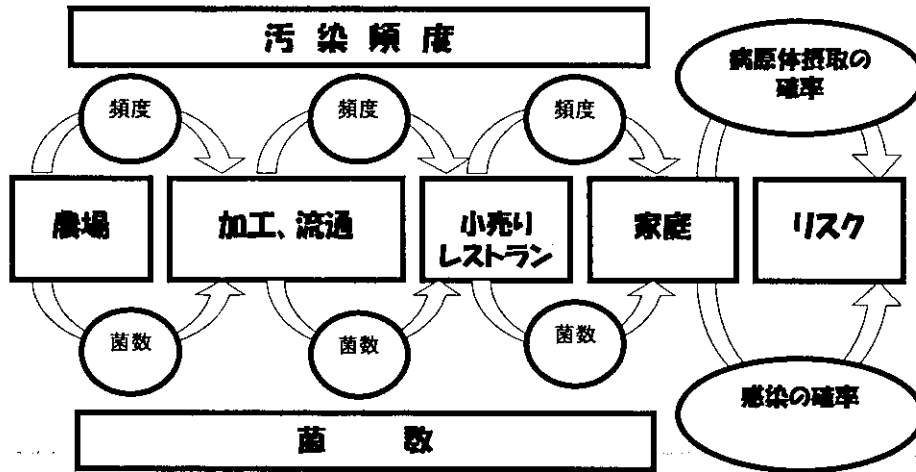 汚染頻度
病原体摂取の
確率
頻度
頻度
頻度
農場
加工、流通
小売り
レストラン
家庭
リスク
菌数
菌数
菌数
感染の確率
菌数